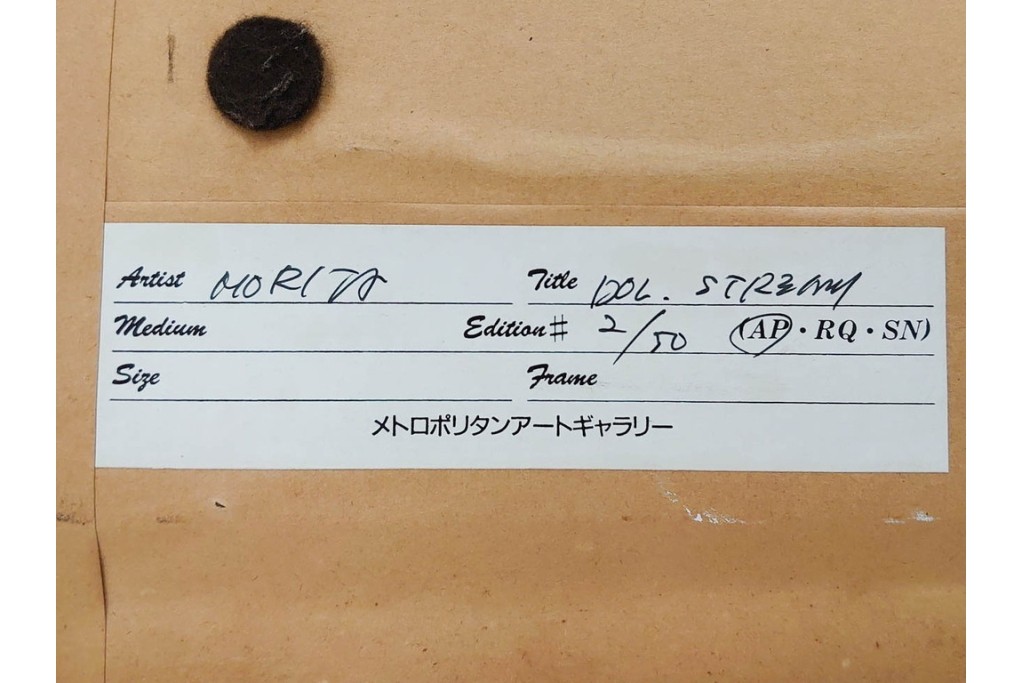 Artist MORITA Title DOL. STREAM
Medium Edition# 2/50 (AP・RQ・SN)
Size Frame
メトロポリタンアートギャラリー